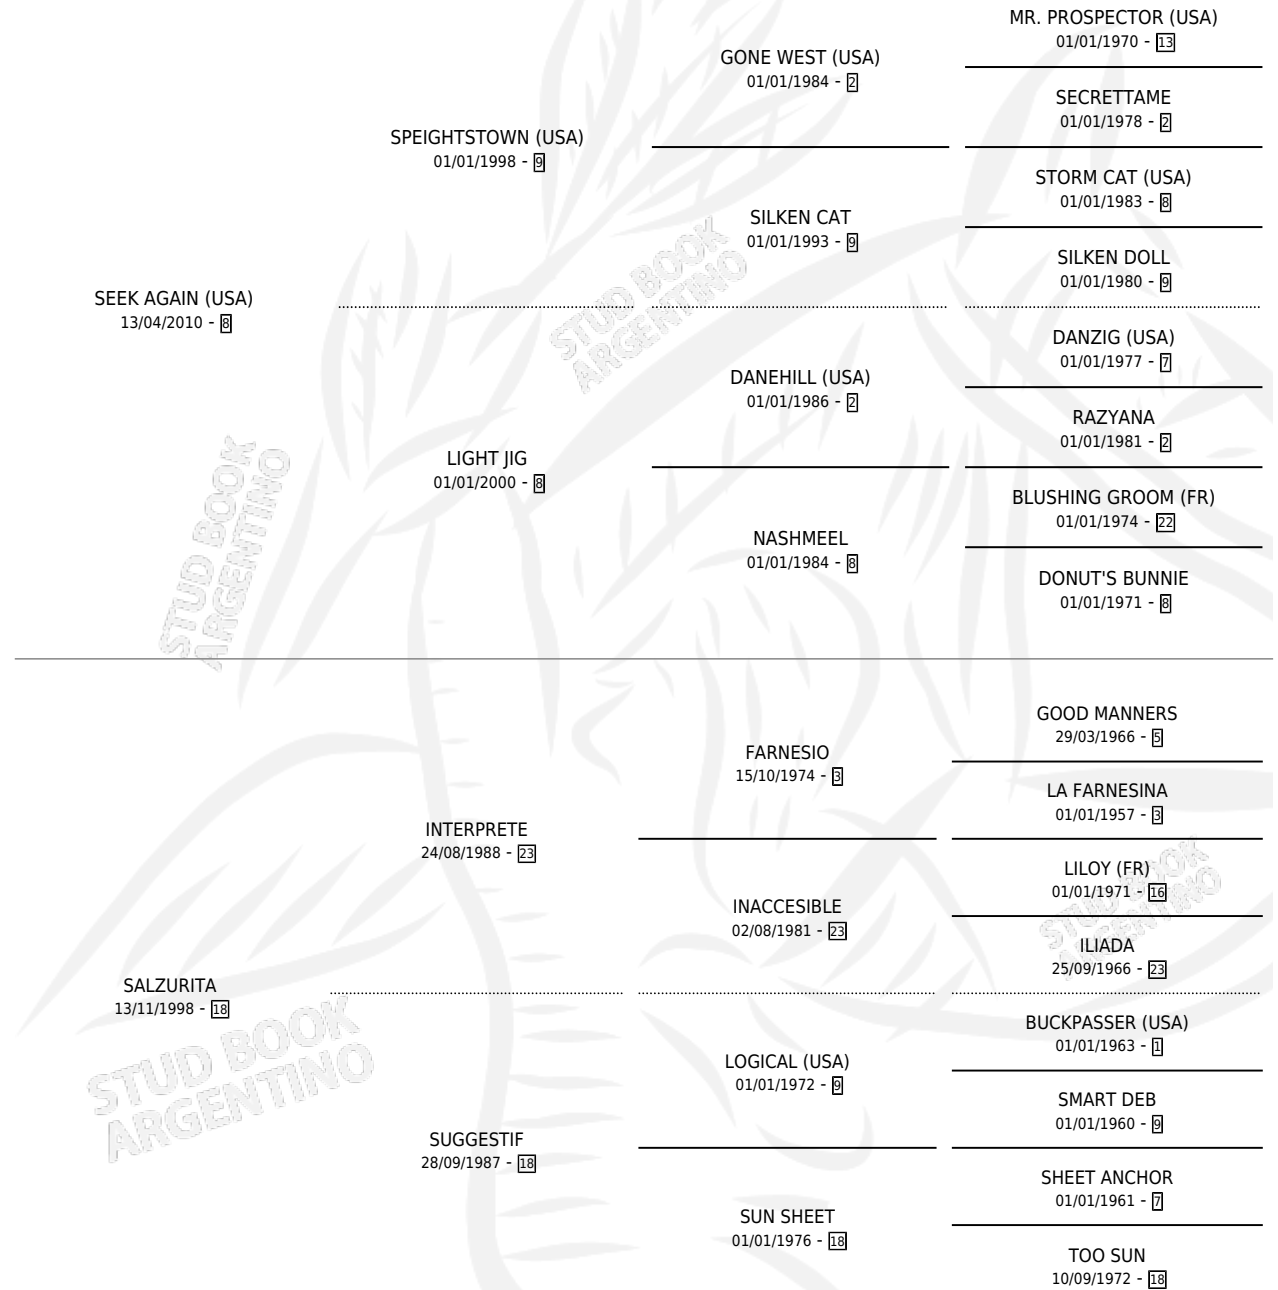 MR. PROSPECTOR (USA)
01/01/1970 - 13
GONE WEST (USA)
01/01/1984 - 2
SECRETTAME
01/01/1978 - 2
SPEIGHTSTOWN (USA)
01/01/1998 - 9
STORM CAT (USA)
01/01/1983 - 8
SILKEN CAT
01/01/1993 - 9
SILKEN DOLL
01/01/1980 - 9
SEEK AGAIN (USA)
13/04/2010 - 8
DANZIG (USA)
01/01/1977 - 7
DANEHILL (USA)
01/01/1986 - 2
RAZYANA
01/01/1981 - 2
LIGHT JIG
01/01/2000 - 8
BLUSHING GROOM (FR)
01/01/1974 - 22
NASHMEEL
01/01/1984 - 8
DONUT'S BUNNIE
01/01/1971 - 8
GOOD MANNERS
29/03/1966 - 5
FARNESIO
15/10/1974 - 3
LA FARNESINA
01/01/1957 - 3
INTERPRETE
24/08/1988 - 23
LILOY (FR)
01/01/1971 - 16
INACCESIBLE
02/08/1981 - 23
ILIADA
25/09/1966 - 23
SALZURITA
13/11/1998 - 18
BUCKPASSER (USA)
01/01/1963 - 1
LOGICAL (USA)
01/01/1972 - 9
SMART DEB
01/01/1960 - 9
SUGGESTIF
28/09/1987 - 18
SHEET ANCHOR
01/01/1961 - 7
SUN SHEET
01/01/1976 - 18
TOO SUN
10/09/1972 - 18
STUD BOOK
ARGENTINO
STUD BOOK
ARGENTINO
STUD BOOK
ARGENTINO
STUD BOOK
ARGENTINO